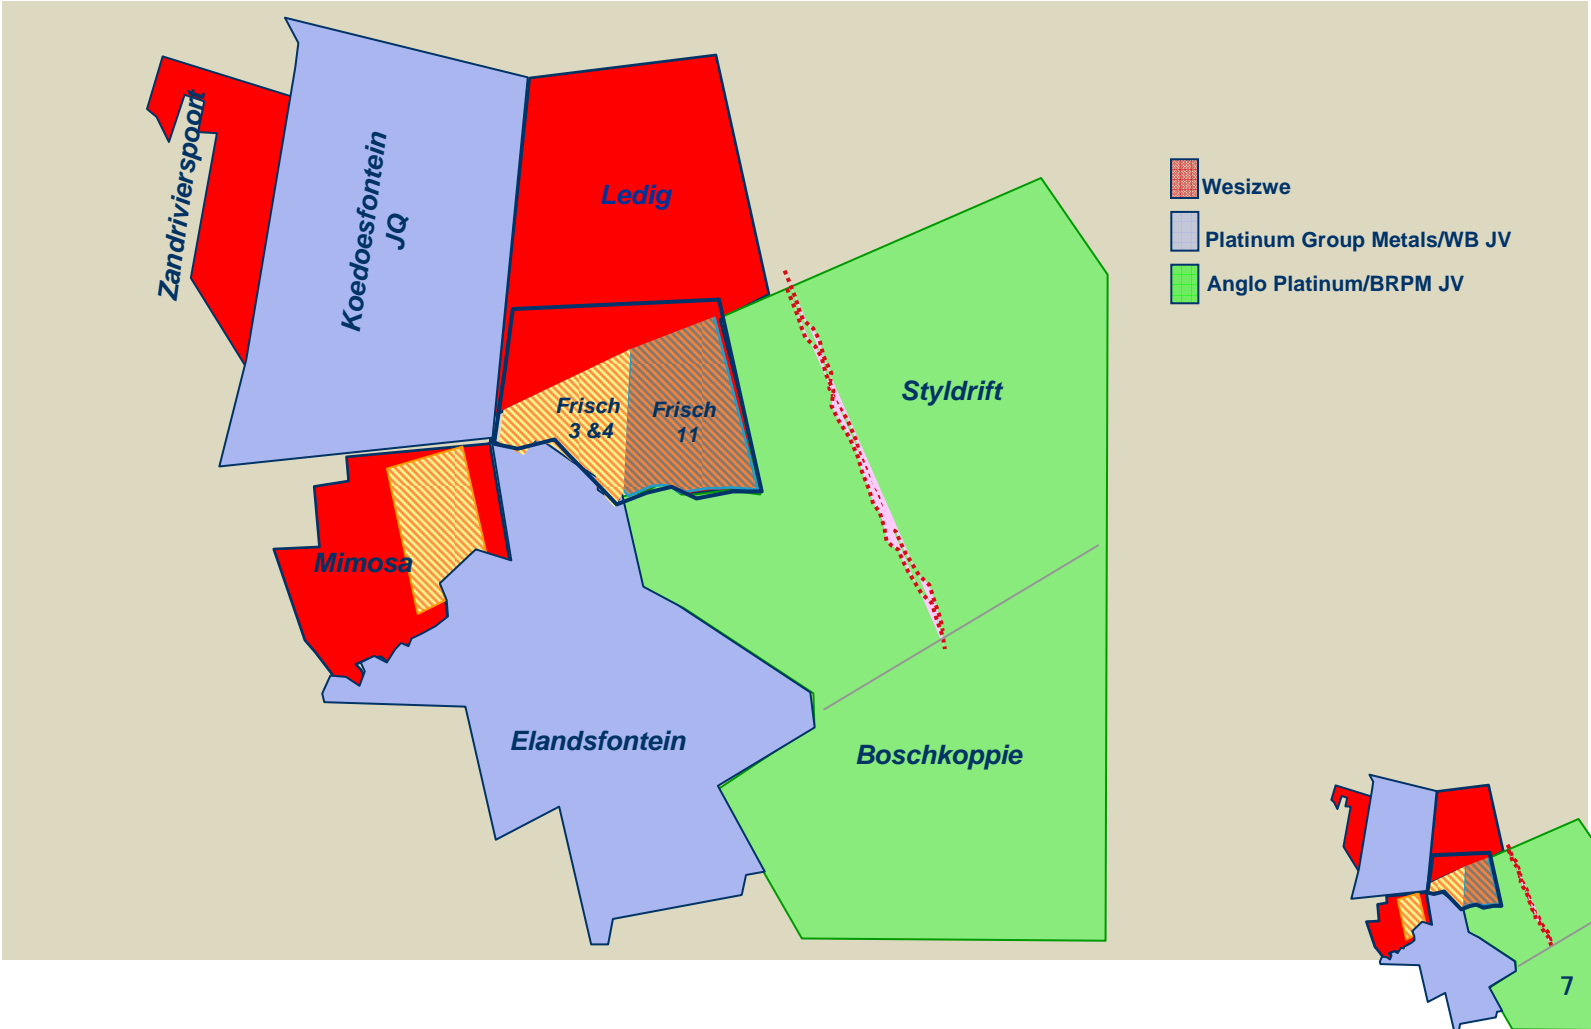 Zandrivierspoort
Koedoesfontein
JQ
Ledig
Wesizwe
Platinum Group Metals/WB JV
Anglo Platinum/BRPM JV
Styldrift
Frisch
3 &4
Frisch
11
Mimosa
Elandsfontein
Boschkoppie
7